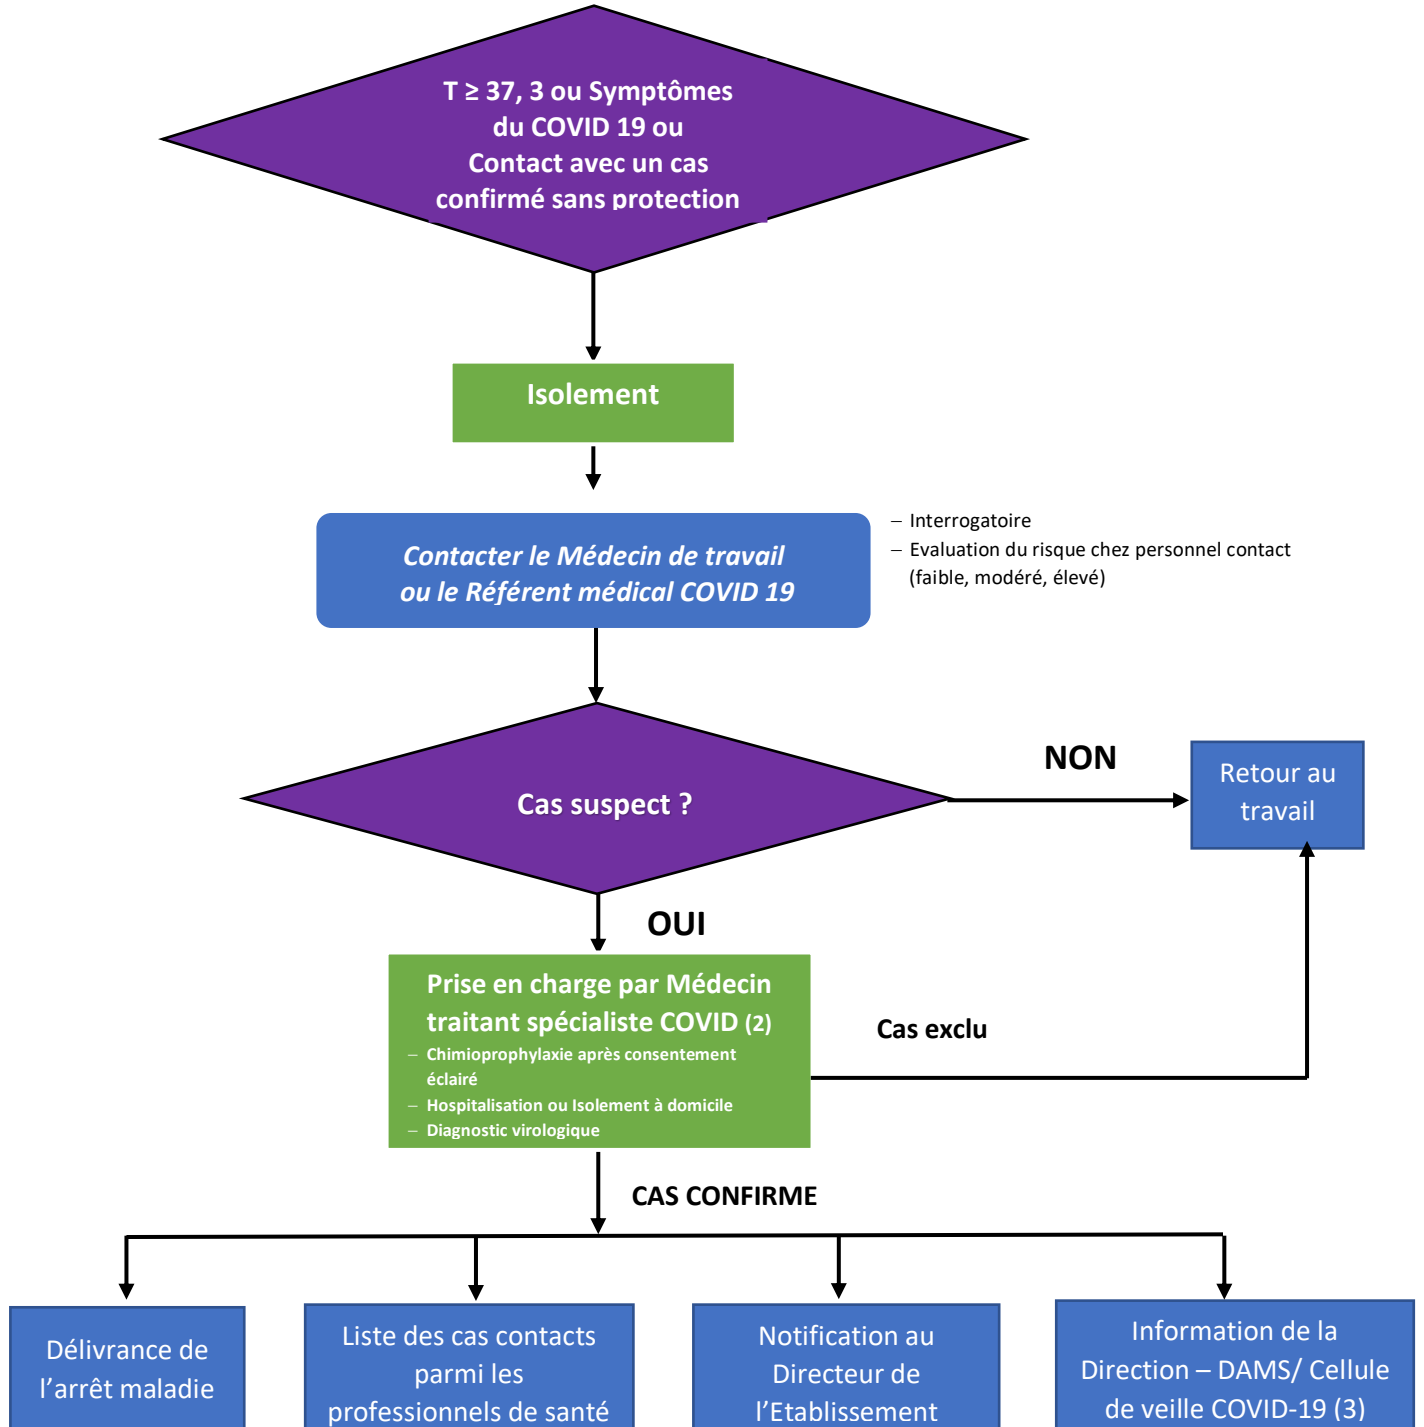 T ≥ 37, 3 ou Symptômes
du COVID 19 ou
Contact avec un cas
confirmé sans protection
Isolement
Contacter le Médecin de travail
ou le Référent médical COVID 19
– Interrogatoire
– Evaluation du risque chez personnel contact
(faible, modéré, élevé)
Cas suspect ?
NON
Retour au
travail
OUI
Prise en charge par Médecin
traitant spécialiste COVID (2)
– Chimioprophylaxie après consentement
éclairé
– Hospitalisation ou Isolement à domicile
– Diagnostic virologique
Cas exclu
CAS CONFIRME
Délivrance de
l’arrêt maladie
Liste des cas contacts
parmi les
professionnels de santé
Notification au
Directeur de
l’Etablissement
Information de la
Direction – DAMS/ Cellule
de veille COVID-19 (3)